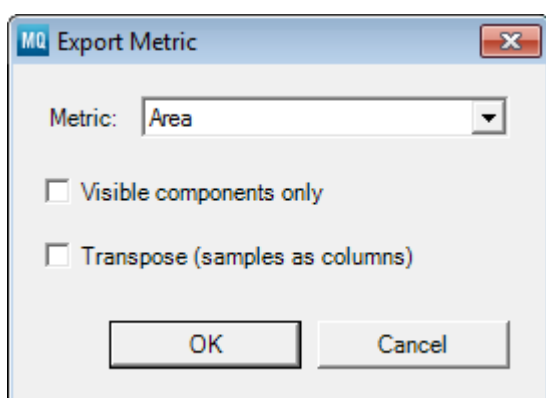 MQ Export Metric
Metric: Area
Visible components only
Transpose (samples as columns)
OK Cancel